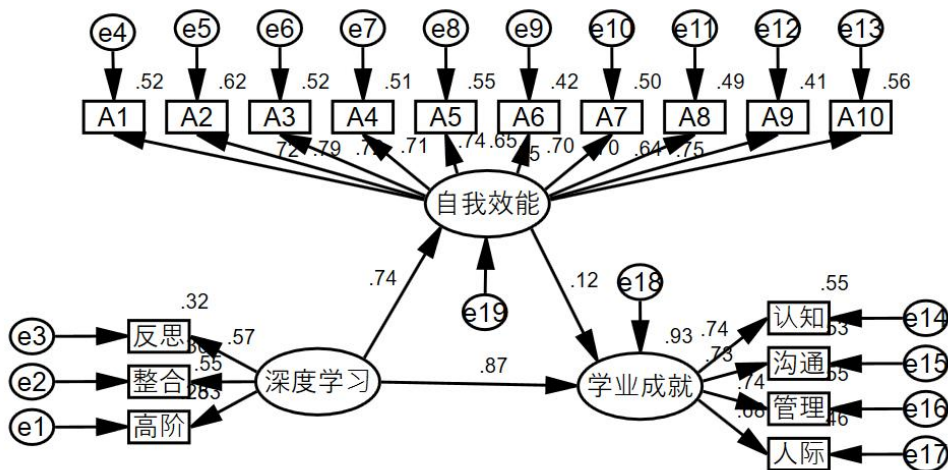 e4 e5 e6 e7 e8 e9 e10 e11 e12 e13
.52 .62 .52 .51 .55 .42 .50 .49 .41 .56
A1 A2 A3 A4 A5 A6 A7 A8 A9 A10
.72 .79 .71 .74 .65 .70 .64 .75
自我效能
.74 .12
e19 e18
.32 .55
e3 反思 .57 .93 .74 认知 e14
.73 .53
e2 整合 .55 深度学习 .87 学业成就 沟通 e15
.74 .55
e1 高阶 管理 e16
.68 .46
人际 e17